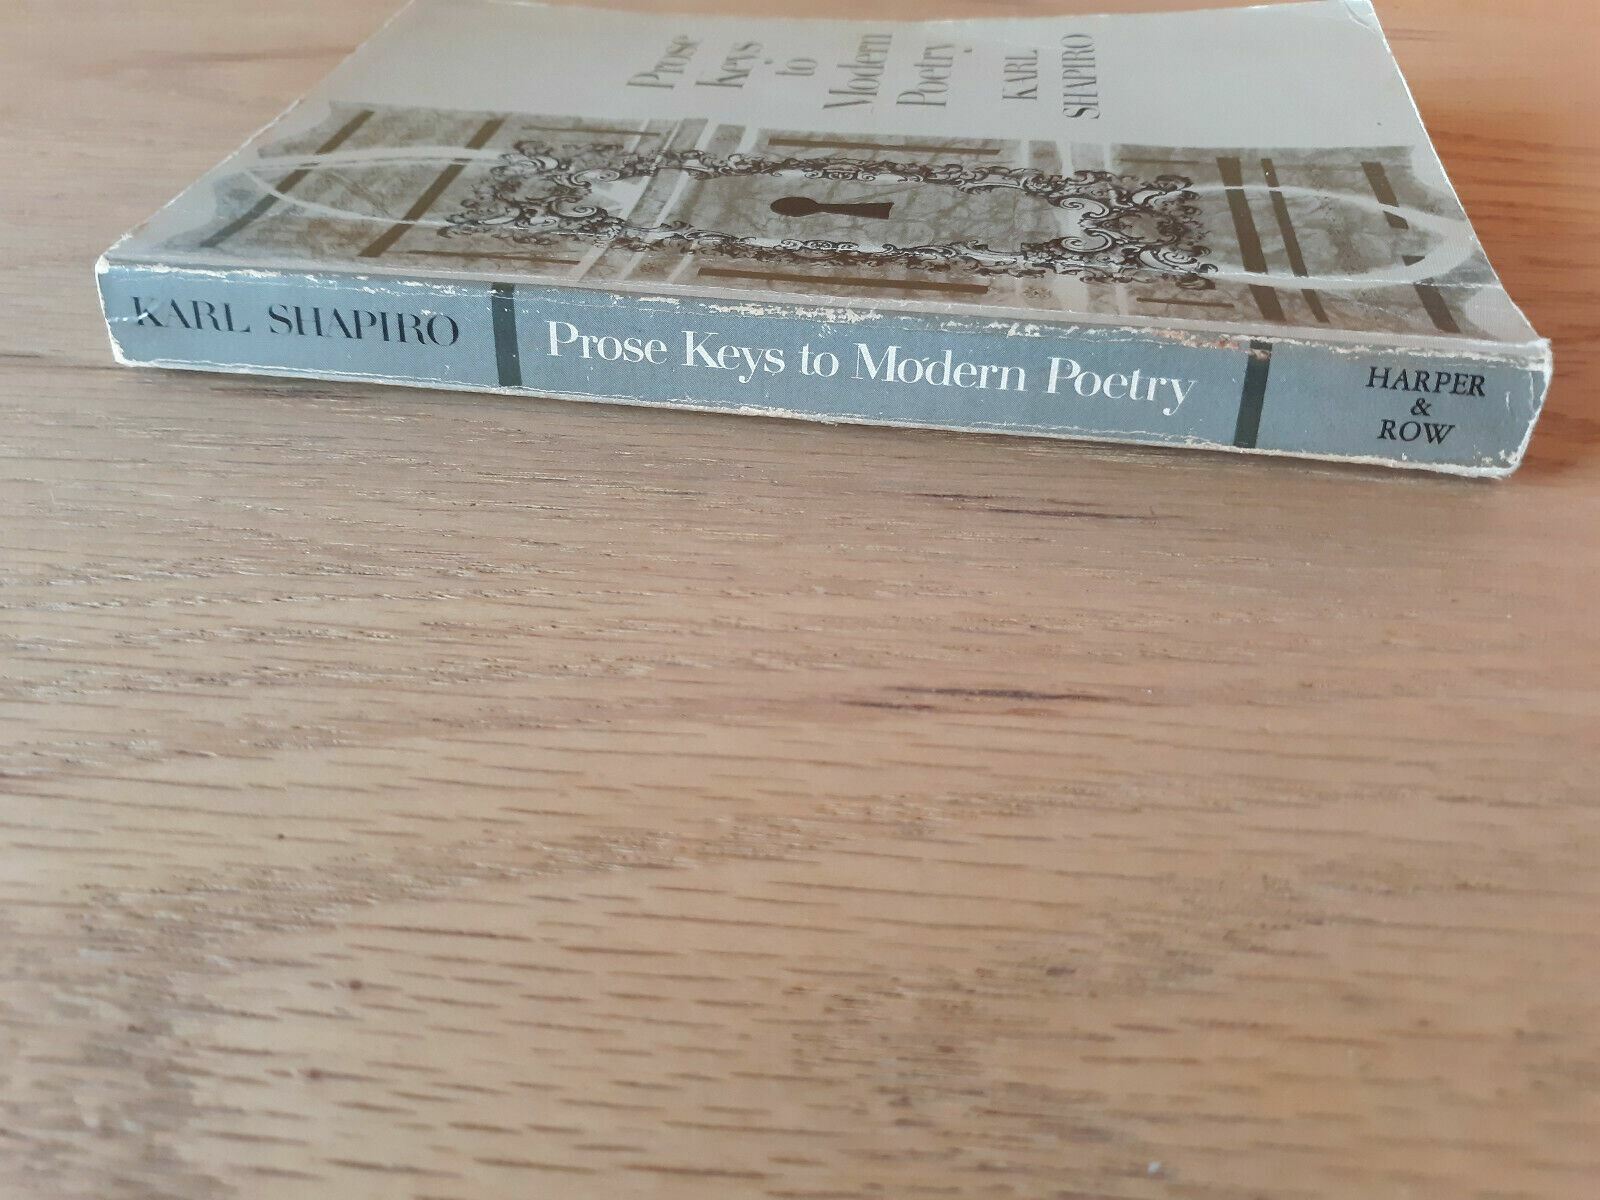 Prose
Keys
to
Modern
Poetry
KARL
SHAPIRO
KARL SHAPIRO
Prose Keys to Modern Poetry
HARPER
&
ROW